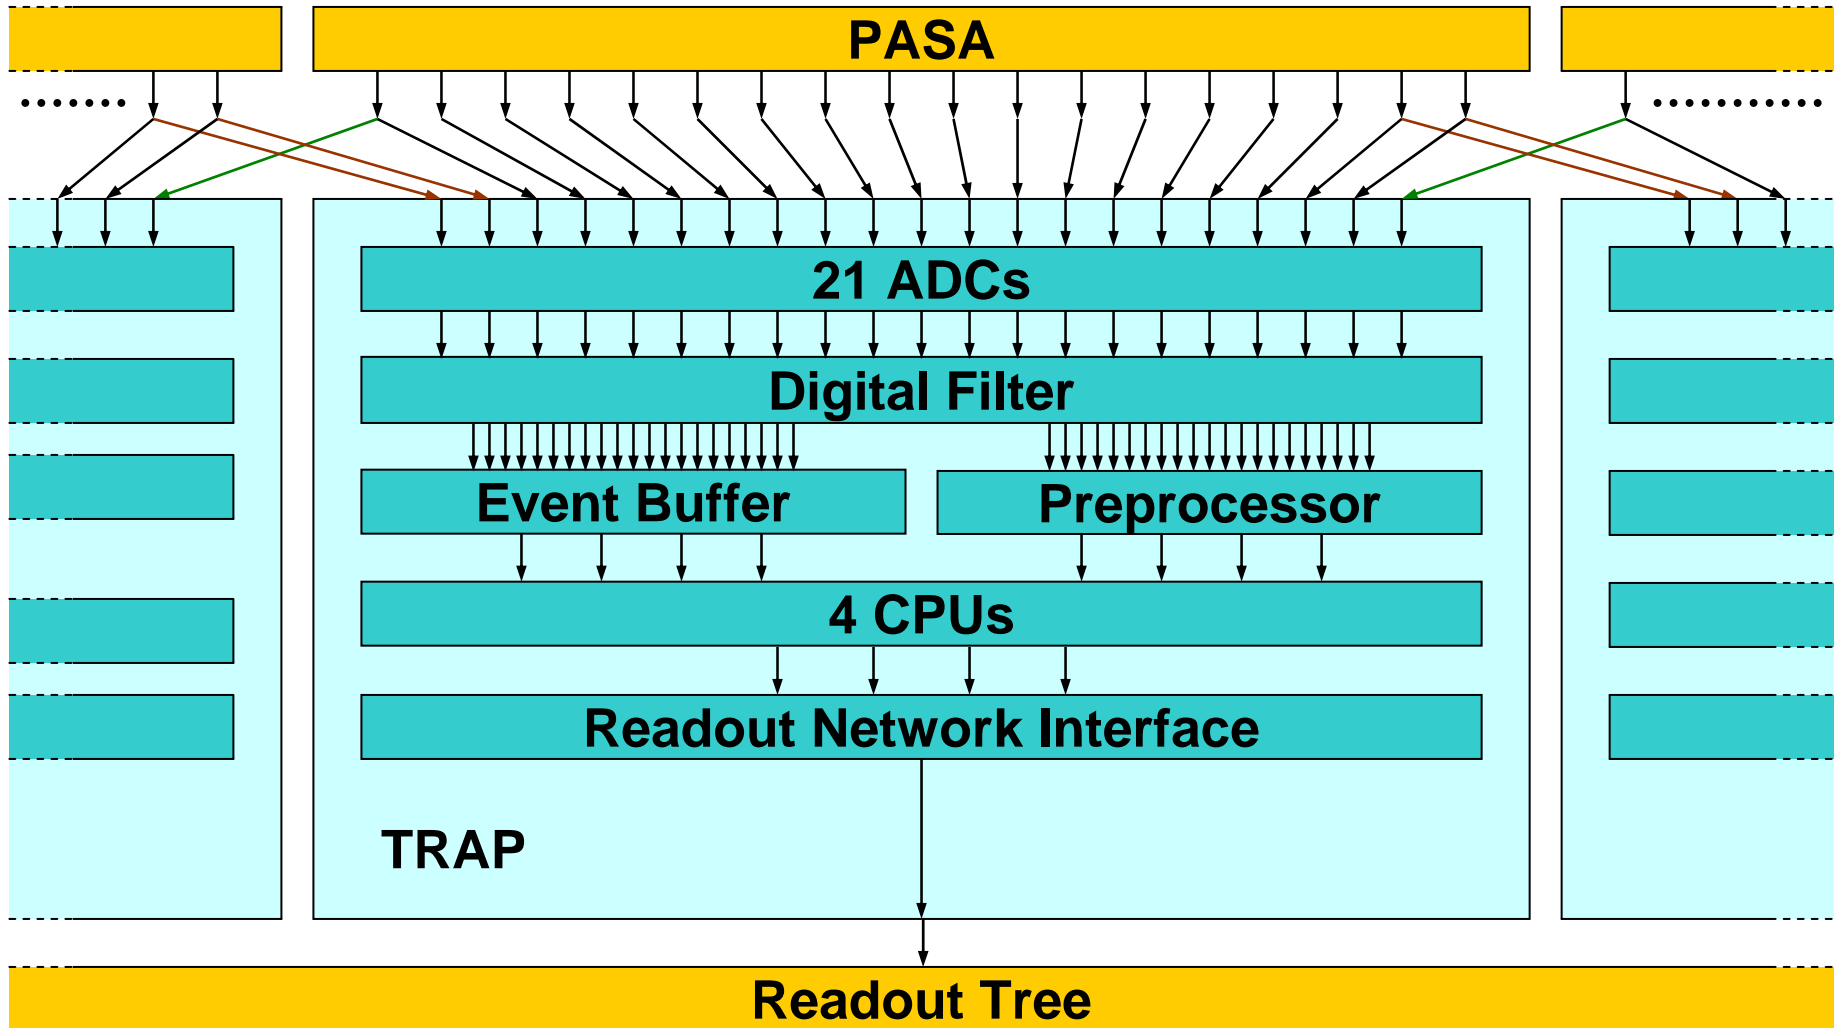 PASA
21 ADCs
Digital Filter
Event Buffer
Preprocessor
4 CPUs
Readout Network Interface
TRAP
Readout Tree